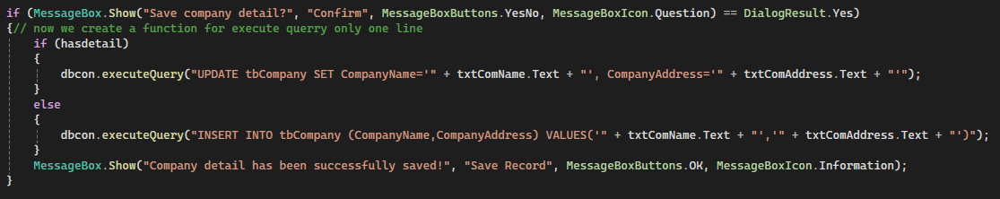 if (MessageBox.Show("Save company detail?", "Confirm", MessageBoxButtons.YesNo, MessageBoxIcon.Question) == DialogResult.Yes)
{// now we create a function for execute querry only one line
if (hasdetail)
{
dbcon.executeQuery("UPDATE tbCompany SET CompanyName='" + txtComName.Text + "', CompanyAddress='" + txtComAddress.Text + "'");
}
else
{
dbcon.executeQuery("INSERT INTO tbCompany (CompanyName,CompanyAddress) VALUES('" + txtComName.Text + "','" + txtComAddress.Text + "')");
}
MessageBox.Show("Company detail has been successfully saved!", "Save Record", MessageBoxButtons.OK, MessageBoxIcon.Information);
}